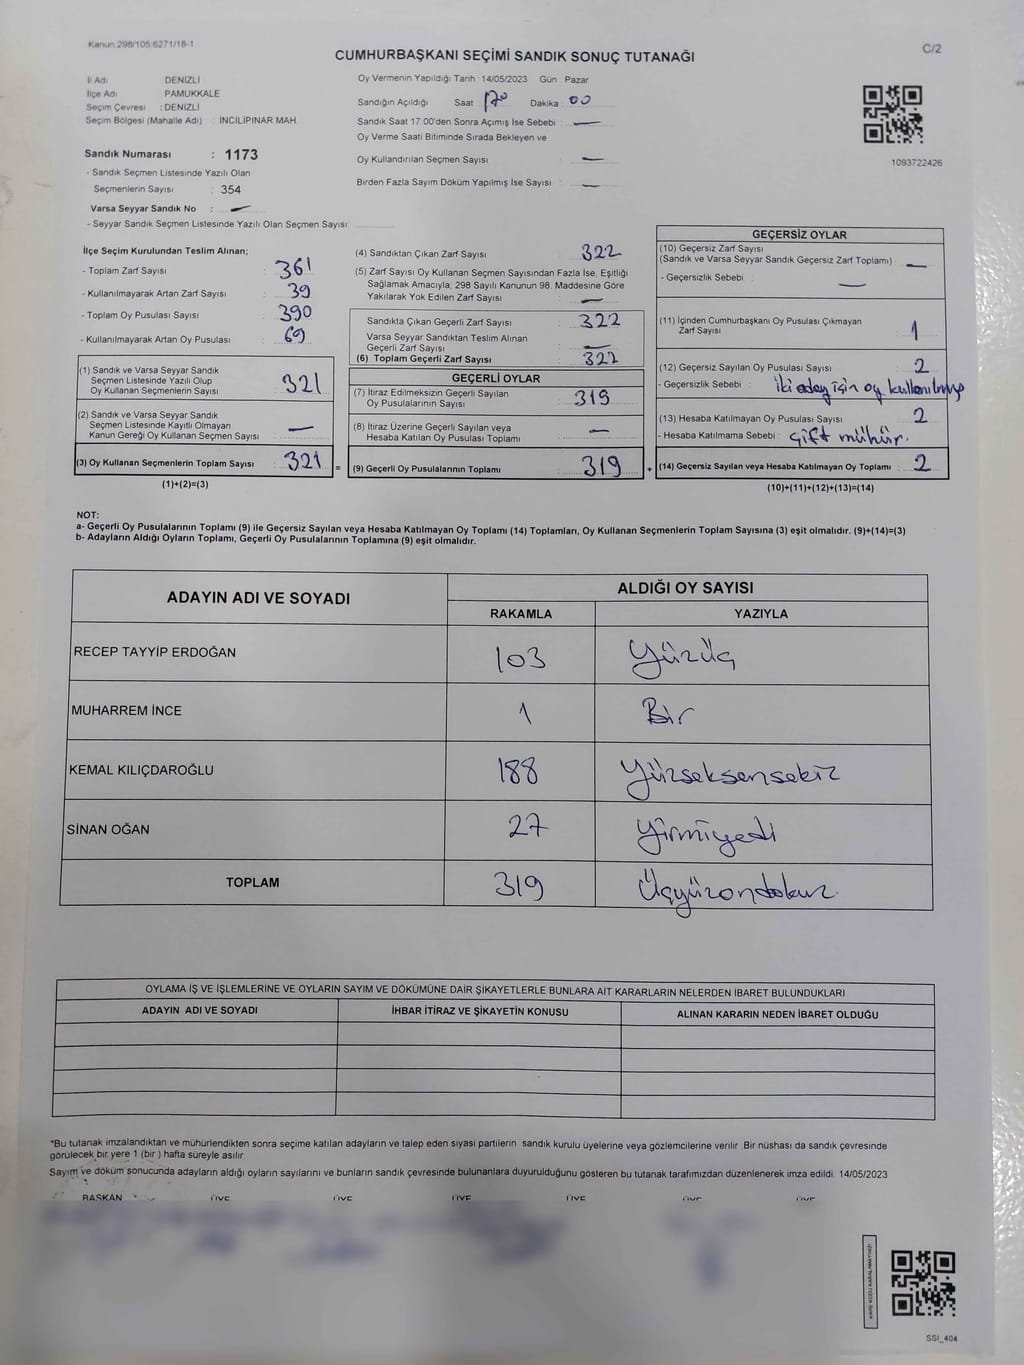 Kanun.298/105.6271/18-1
C/2
CUMHURBAŞKANI SEÇİMİ SANDIK SONUÇ TUTANAĞI
İl Adı DENİZLİ
İlçe Adı PAMUKKALE
Seçim Çevresi : DENİZLİ
Seçim Bölgesi (Mahalle Adı) : İNCİLİPINAR MAH
Sandık Numarası : 1173
- Sandık Seçmen Listesinde Yazılı Olan
Seçmenlerin Sayısı : 354
Varsa Seyyar Sandık No : —
- Seyyar Sandık Seçmen Listesinde Yazılı Olan Seçmen Sayısı
Oy Vermenin Yapıldığı Tarih : 14/05/2023 Gün : Pazar
Sandığın Açıldığı Saat : 17 Dakika : 00
Sandık Saat 17:00'den Sonra Açımış İse Sebebi : —
Oy Verme Saati Bitiminde Sırada Bekleyen ve
Oy Kullandırılan Seçmen Sayısı —
Birden Fazla Sayım Döküm Yapılmış İse Sayısı —
1093722426
İlçe Seçim Kurulundan Teslim Alınan;
- Toplam Zarf Sayısı : 361
- Kullanılmayarak Artan Zarf Sayısı : 39
- Toplam Oy Pusulası Sayısı : 390
- Kullanılmayarak Artan Oy Pusulası : 69
(1) Sandık ve Varsa Seyyar Sandık
Seçmen Listesinde Yazılı Olup
Oy Kullanan Seçmenlerin Sayısı 321
(2) Sandık ve Varsa Seyyar Sandık
Seçmen Listesinde Kayıtlı Olmayan
Kanun Gereği Oy Kullanan Seçmen Sayısı —
(3) Oy Kullanan Seçmenlerin Toplam Sayısı 321 =
(1)+(2)=(3)
(4) Sandıktan Çıkan Zarf Sayısı : 322
(5) Zarf Sayısı Oy Kullanan Seçmen Sayısından Fazla İse, Eşitliği
Sağlamak Amacıyla, 298 Sayılı Kanunun 98. Maddesine Göre
Yakılarak Yok Edilen Zarf Sayısı —
Sandıkta Çıkan Geçerli Zarf Sayısı : 322
Varsa Seyyar Sandıktan Teslim Alınan
Geçerli Zarf Sayısı —
(6) Toplam Geçerli Zarf Sayısı : 322
GEÇERLİ OYLAR
(7) İtiraz Edilmeksizin Geçerli Sayılan
Oy Pusulalarının Sayısı 319
(8) İtiraz Üzerine Geçerli Sayılan veya
Hesaba Katılan Oy Pusulası Toplamı —
(9) Geçerli Oy Pusulalarının Toplamı 319 +
GEÇERSİZ OYLAR
(10) Geçersiz Zarf Sayısı
(Sandık ve Varsa Seyyar Sandık Geçersiz Zarf Toplamı) —
- Geçersizlik Sebebi : —
(11) İçinden Cumhurbaşkanı Oy Pusulası Çıkmayan
Zarf Sayısı 1
(12) Geçersiz Sayılan Oy Pusulası Sayısı : 2
- Geçersizlik Sebebi : iki aday için oy kullanılmış
(13) Hesaba Katılmayan Oy Pusulası Sayısı 2
- Hesaba Katılmama Sebebi : çift mühür.
(14) Geçersiz Sayılan veya Hesaba Katılmayan Oy Toplamı : 2
(10)+(11)+(12)+(13)=(14)
NOT:
a- Geçerli Oy Pusulalarının Toplamı (9) ile Geçersiz Sayılan veya Hesaba Katılmayan Oy Toplamı (14) Toplamları, Oy Kullanan Seçmenlerin Toplam Sayısına (3) eşit olmalıdır. (9)+(14)=(3)
b- Adayların Aldığı Oyların Toplamı, Geçerli Oy Pusulalarının Toplamına (9) eşit olmalıdır.
ADAYIN ADI VE SOYADI ALDIĞI OY SAYISI
RAKAMLA YAZIYLA
RECEP TAYYİP ERDOĞAN 103 Yüzüç
MUHARREM İNCE 1 Bir
KEMAL KILIÇDAROĞLU 188 Yüzseksensekiz
SİNAN OĞAN 27 Yirmiyedi
TOPLAM 319 Üçyüzondokuz
OYLAMA İŞ VE İŞLEMLERİNE VE OYLARIN SAYIM VE DÖKÜMÜNE DAİR ŞİKAYETLERLE BUNLARA AİT KARARLARIN NELERDEN İBARET BULUNDUKLARI
ADAYIN ADI VE SOYADI İHBAR İTİRAZ VE ŞİKAYETİN KONUSU ALINAN KARARIN NEDEN İBARET OLDUĞU
*Bu tutanak imzalandıktan ve mühürlendikten sonra seçime katılan adayların ve talep eden siyasi partilerin sandık kurulu üyelerine veya gözlemcilerine verilir. Bir nüshası da sandık çevresinde
görülecek bir yere 1 (bir) hafta süreyle asılır.
Sayım ve döküm sonucunda adayların aldığı oyların sayılarını ve bunların sandık çevresinde bulunanlara duyurulduğunu gösteren bu tutanak tarafımızdan düzenlenerek imza edildi. 14/05/2023
BAŞKAN ÜYE ÜYE ÜYE ÜYE ÜYE ÜYE
KARE KODU KARALAMAYINIZ!
SSI_404